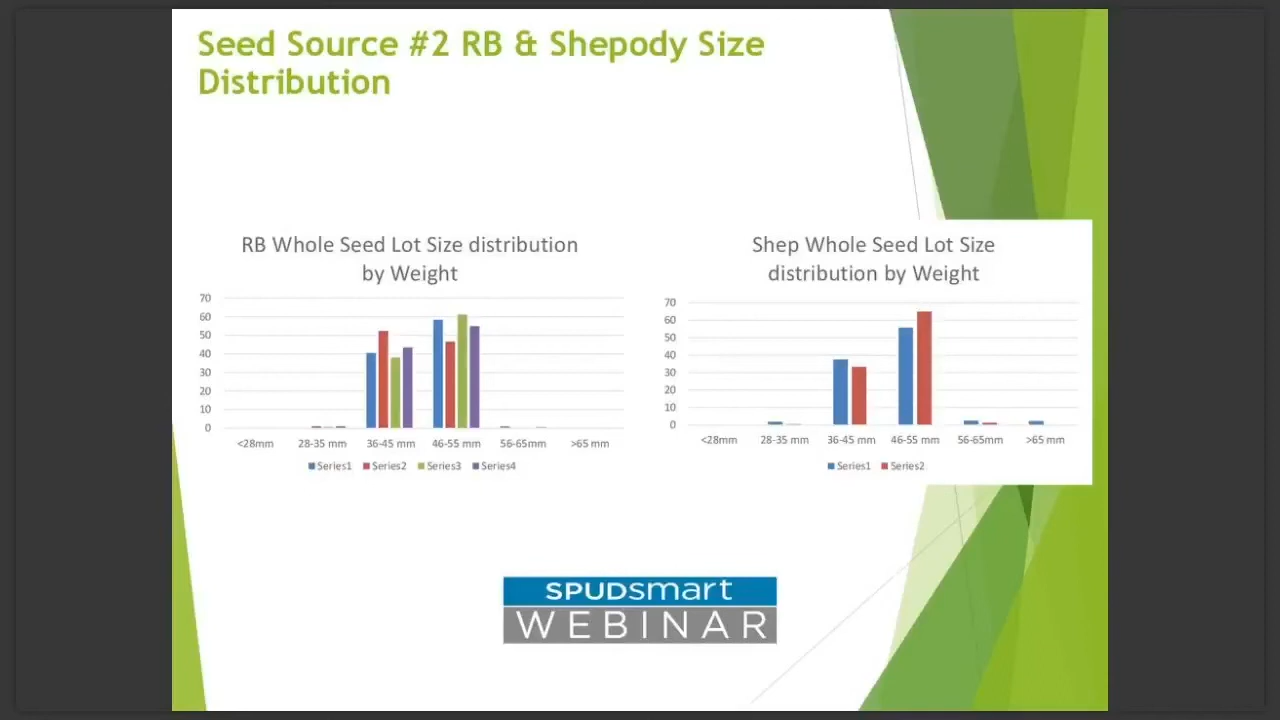 Seed Source #2 RB & Shepody Size
Distribution
RB Whole Seed Lot Size distribution
by Weight
70
60
50
40
30
20
10
0
<28mm 28-35 mm 36-45 mm 46-55 mm 56-65mm >65 mm
Series1 Series2 Series3 Series4
Shep Whole Seed Lot Size
distribution by Weight
70
60
50
40
30
20
10
0
<28mm 28-35 mm 36-45 mm 46-55 mm 56-65mm >65 mm
Series1 Series2
SPUDsmart
WEBINAR